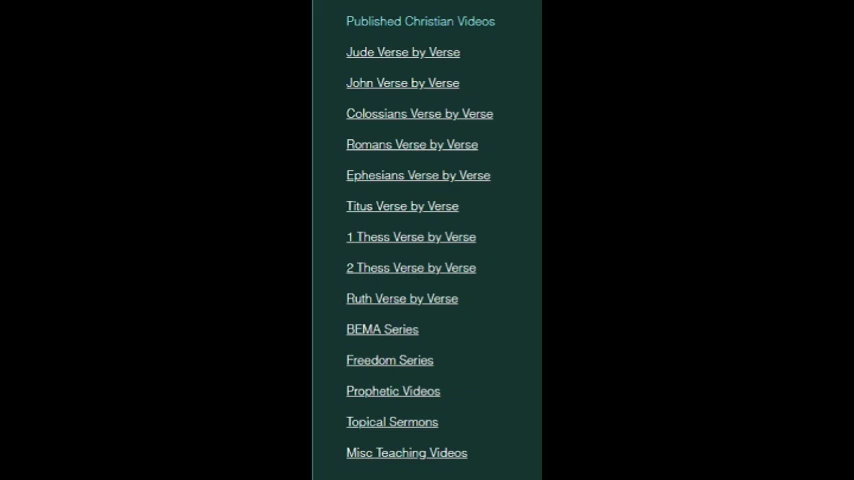 Published Christian Videos
Jude Verse by Verse
John Verse by Verse
Colossians Verse by Verse
Romans Verse by Verse
Ephesians Verse by Verse
Titus Verse by Verse
1 Thess Verse by Verse
2 Thess Verse by Verse
Ruth Verse by Verse
BEMA Series
Freedom Series
Prophetic Videos
Topical Sermons
Misc Teaching Videos